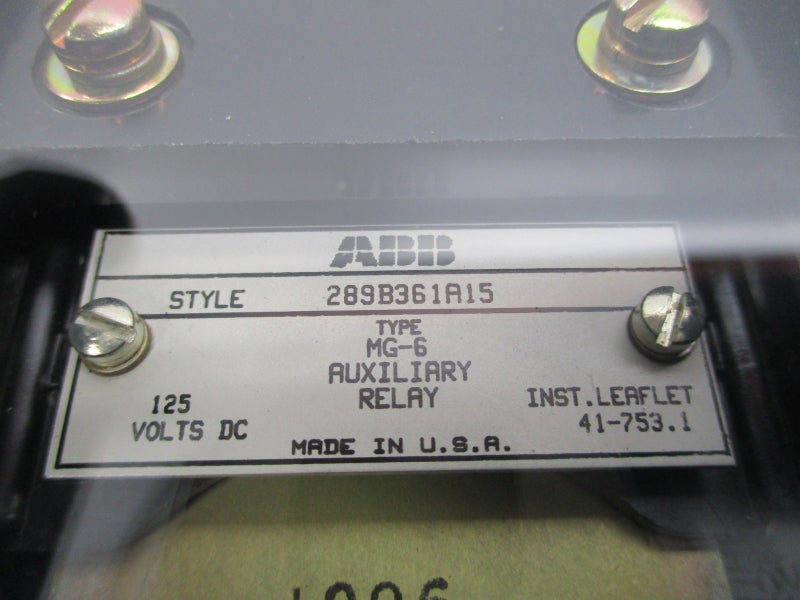 ABB
STYLE 289B361A15
TYPE
MG-6
AUXILIARY
RELAY
125
VOLTS DC
INST.LEAFLET
41-753.1
MADE IN U.S.A.